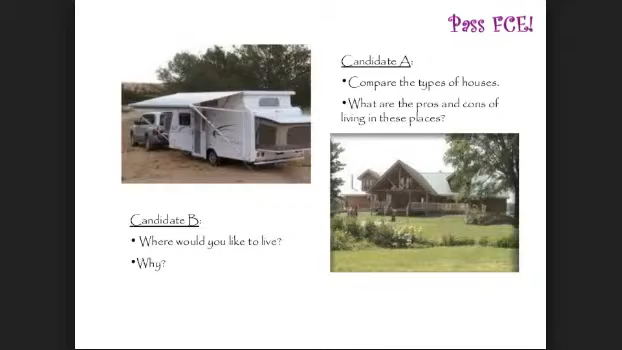 Pass FCE!
Candidate A:
•Compare the types of houses.
•What are the pros and cons of
living in these places?
Candidate B:
• Where would you like to live?
•Why?